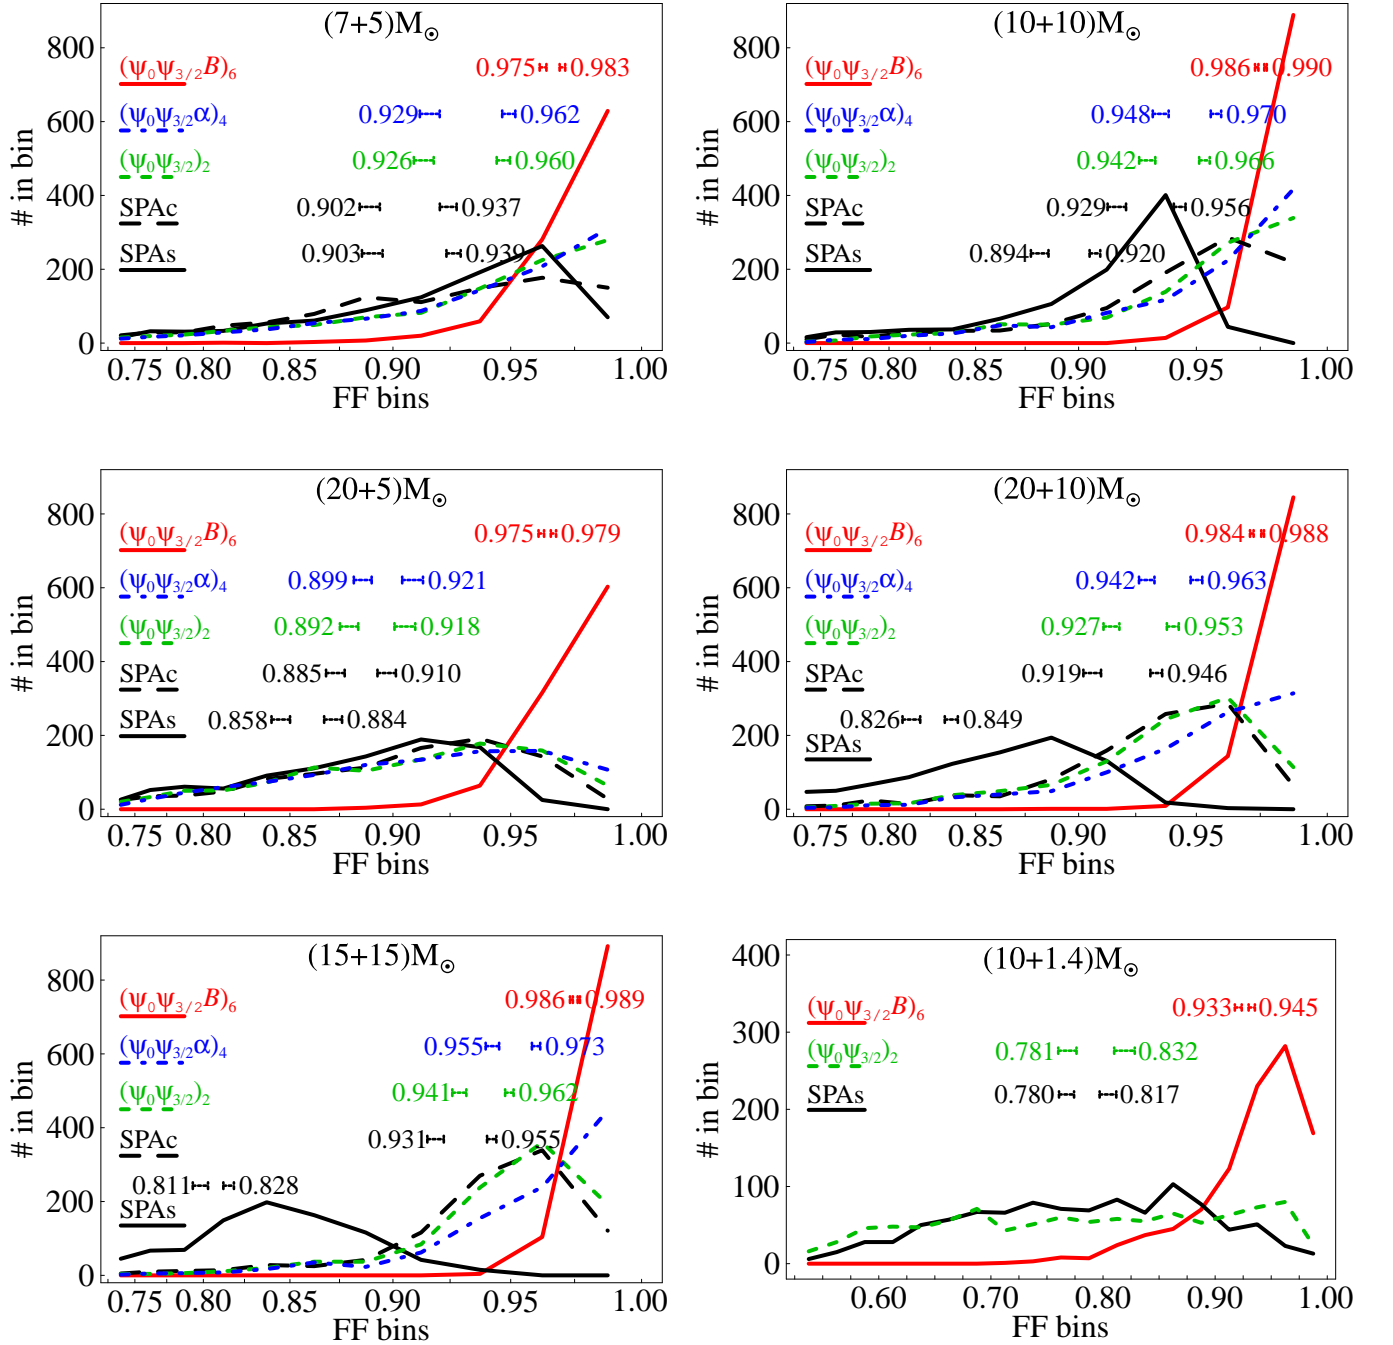 (7+5)M⊙
800
(ψ0ψ3/2B)6
0.975 0.983
600
(ψ0ψ3/2α)4
0.929 0.962
(ψ0ψ3/2)2
0.926 0.960
400
SPAc
0.902 0.937
SPAs
0.903 0.939
200
0
# in bin
0.75 0.80 0.85 0.90 0.95 1.00
FF bins
(10+10)M⊙
800
(ψ0ψ3/2B)6
0.986 0.990
600
(ψ0ψ3/2α)4
0.948 0.970
(ψ0ψ3/2)2
0.942 0.966
400
SPAc
0.929 0.956
SPAs
0.894 0.920
200
0
# in bin
0.75 0.80 0.85 0.90 0.95 1.00
FF bins
(20+5)M⊙
800
(ψ0ψ3/2B)6
0.975 0.979
600
(ψ0ψ3/2α)4
0.899 0.921
(ψ0ψ3/2)2
0.892 0.918
400
SPAc
0.885 0.910
SPAs
0.858 0.884
200
0
# in bin
0.75 0.80 0.85 0.90 0.95 1.00
FF bins
(20+10)M⊙
800
(ψ0ψ3/2B)6
0.984 0.988
600
(ψ0ψ3/2α)4
0.942 0.963
(ψ0ψ3/2)2
0.927 0.953
400
SPAc
0.919 0.946
0.826 0.849
SPAs
200
0
# in bin
0.75 0.80 0.85 0.90 0.95 1.00
FF bins
(15+15)M⊙
800
(ψ0ψ3/2B)6
0.986 0.989
600
(ψ0ψ3/2α)4
0.955 0.973
(ψ0ψ3/2)2
0.941 0.962
400
SPAc
0.931 0.955
0.811 0.828
SPAs
200
0
# in bin
0.75 0.80 0.85 0.90 0.95 1.00
FF bins
(10+1.4)M⊙
400
(ψ0ψ3/2B)6
0.933 0.945
300
(ψ0ψ3/2)2
0.781 0.832
SPAs
0.780 0.817
200
100
0
# in bin
0.60 0.70 0.80 0.90 1.00
FF bins